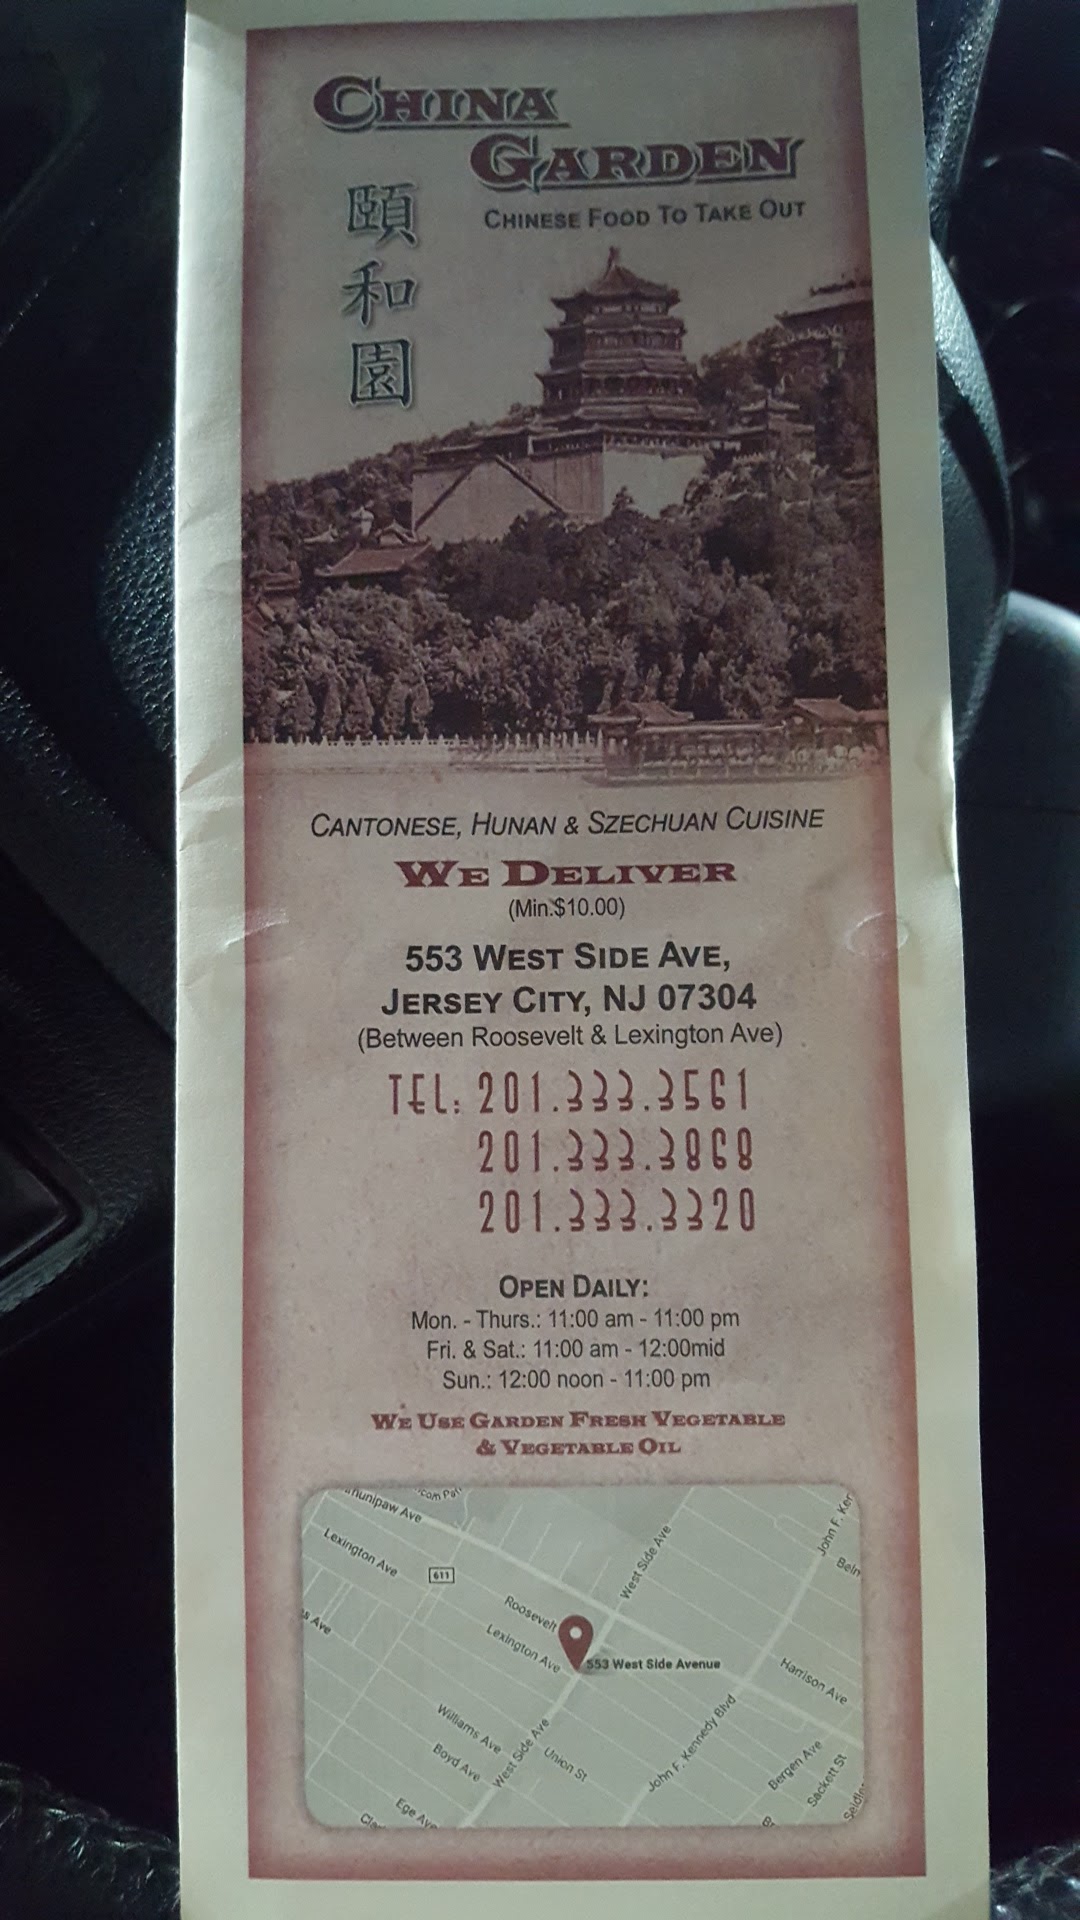 CHINA
GARDEN
CHINESE FOOD TO TAKE OUT
頤
和
園
CANTONESE, HUNAN & SZECHUAN CUISINE
WE DELIVER
(Min.$10.00)
553 WEST SIDE AVE,
JERSEY CITY, NJ 07304
(Between Roosevelt & Lexington Ave)
TEL: 201.333.3561
201.333.3868
201.333.3320
OPEN DAILY:
Mon. - Thurs.: 11:00 am - 11:00 pm
Fri. & Sat.: 11:00 am - 12:00mid
Sun.: 12:00 noon - 11:00 pm
WE USE GARDEN FRESH VEGETABLE
& VEGETABLE OIL
Ave
Lexington Ave
611
West Side Ave
John F.
Roosevelt
Lexington Ave
Ave
553 West Side Avenue
Harrison Ave
Williams Ave
Boyd Ave
West Side Ave
Union St
John F. Kennedy Blvd
Bergen Ave
Sackett St
Ege Ave